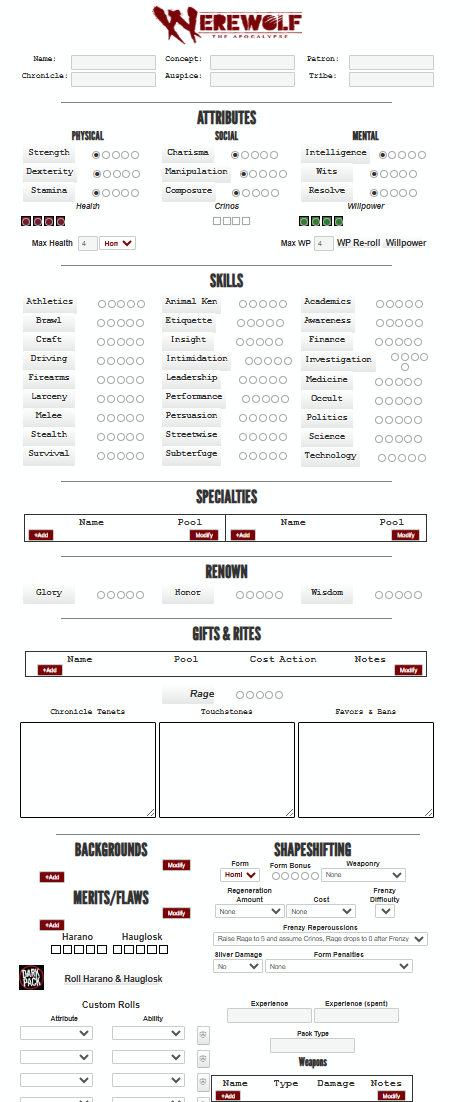 WEREWOLF
THE APOCALYPSE
Name: Concept: Patron:
Chronicle: Auspice: Tribe:
ATTRIBUTES
PHYSICAL SOCIAL MENTAL
Strength Charisma Intelligence
Dexterity Manipulation Wits
Stamina Composure Resolve
Health Crinos Willpower
Max Health 4 Hom Max WP 4 WP Re-roll Willpower
SKILLS
Athletics Animal Ken Academics
Brawl Etiquette Awareness
Craft Insight Finance
Driving Intimidation Investigation
Firearms Leadership Medicine
Larceny Performance Occult
Melee Persuasion Politics
Stealth Streetwise Science
Survival Subterfuge Technology
SPECIALTIES
Name Pool Name Pool
+Add Modify +Add Modify
RENOWN
Glory Honor Wisdom
GIFTS & RITES
Name Pool Cost Action Notes
+Add Modify
Rage
Chronicle Tenets Touchstones Favors & Bans
BACKGROUNDS
+Add Modify
MERITS/FLAWS
+Add Modify
Harano Hauglosk
DARK PACK
Roll Harano & Hauglosk
Custom Rolls
Attribute Ability
SHAPESHIFTING
Form Form Bonus Weaponry
Homi None
Regeneration Amount Cost Frenzy Difficulty
None None
Frenzy Repercussions
Raise Rage to 5 and assume Crinos, Rage drops to 0 after Frenzy
Silver Damage Form Penalties
No None
Experience Experience (spent)
Pack Type
Weapons
Name Type Damage Notes
+Add Modify